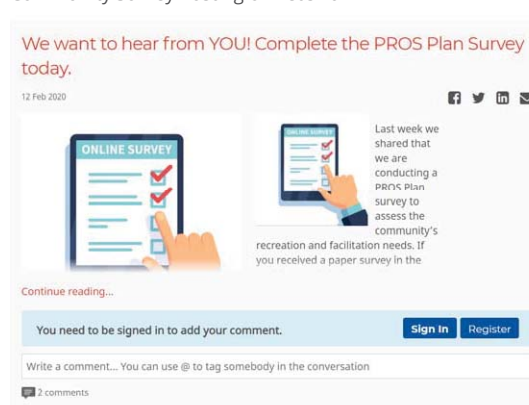 We want to hear from YOU! Complete the PROS Plan Survey
today.
12 Feb 2020
ONLINE SURVEY
ONLINE SURVEY
Last week we
shared that
we are
conducting a
PROS Plan
survey to
assess the
community's
recreation and facilitation needs. If
you received a paper survey in the
Continue reading...
You need to be signed in to add your comment.
Sign In
Register
Write a comment... You can use @ to tag somebody in the conversation
2 comments